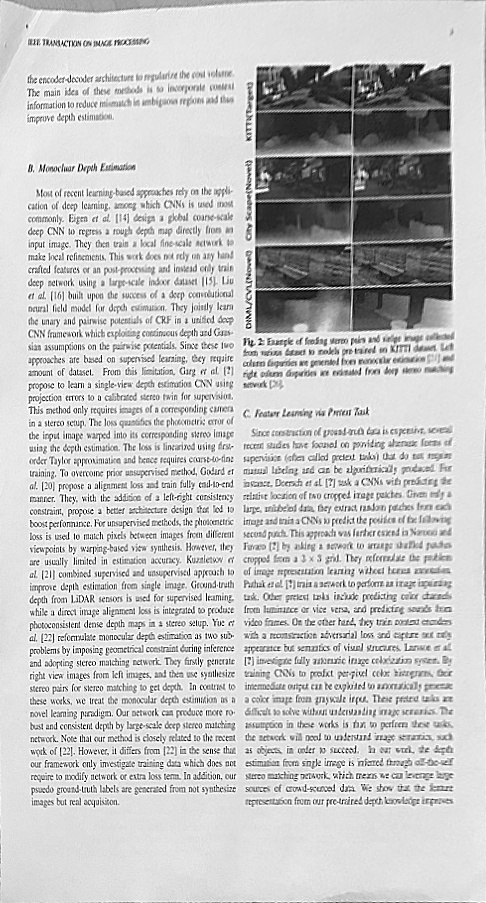 IEEE TRANSACTION ON IMAGE PROCESSING
3
the encoder-decoder architecture to regularize the cost volume.
The main idea of these methods is to incorporate context
information to reduce mismatch in ambiguous regions and thus
improve depth estimation.
B. Monocluar Depth Estimation
Most of recent learning-based approaches rely on the appli-
cation of deep learning, among which CNNs is used most
commonly. Eigen et al. [14] design a global coarse-scale
deep CNN to regress a rough depth map directly from an
input image. They then train a local fine-scale network to
make local refinements. This work does not rely on any hand
crafted features or an post-processing and instead only train
deep network using a large-scale indoor dataset [15]. Liu
et al. [16] built upon the success of a deep convolutional
neural field model for depth estimation. They jointly learn
the unary and pairwise potentials of CRF in a unified deep
CNN framework which exploiting continuous depth and Gaus-
sian assumptions on the pairwise potentials. Since these two
approaches are based on supervised learning, they require
amount of dataset. From this limitation, Garg et al. [?]
propose to learn a single-view depth estimation CNN using
projection errors to a calibrated stereo twin for supervision.
This method only requires images of a corresponding camera
in a stereo setup. The loss quantifies the photometric error of
the input image warped into its corresponding stereo image
using the depth estimation. The loss is linearized using first-
order Taylor approximation and hence requires coarse-to-fine
training. To overcome prior unsupervised method, Godard et
al. [20] propose a alignment loss and train fully end-to-end
manner. They, with the addition of a left-right consistency
constraint, propose a better architecture design that led to
boost performance. For unsupervised methods, the photometric
loss is used to match pixels between images from different
viewpoints by warping-based view synthesis. However, they
are usually limited in estimation accuracy. Kuznietsov et
al. [21] combined supervised and unsupervised approach to
improve depth estimation from single image. Ground-truth
depth from LiDAR sensors is used for supervised learning,
while a direct image alignment loss is integrated to produce
photoconsistent dense depth maps in a stereo setup. Yue et
al. [22] reformulate monocular depth estimation as two sub-
problems by imposing geometrical constraint during inference
and adopting stereo matching network. They firstly generate
right view images from left images, and then use synthesize
stereo pairs for stereo matching to get depth. In contrast to
these works, we treat the monocular depth estimation as a
novel learning paradigm. Our network can produce more ro-
bust and consistent depth by large-scale deep stereo matching
network. Note that our method is closely related to the recent
work of [22]. However, it differs from [22] in the sense that
our framework only investigate training data which does not
require to modify network or extra loss term. In addition, our
psuedo ground-truth labels are generated from not synthesize
images but real acquisiton.
KITTI(Target)
City Scape(Novel)
DIML/CVL(Novel)
Fig. 2: Example of feeding stereo pairs and sinlge image collected
from various dataset to models pre-trained on KITTI dataset. Left
column disparities are generated from monocular estimation [21] and
right column disparities are estimated from deep stereo matching
network [26].
C. Feature Learning via Pretext Task
Since construction of ground-truth data is expensive, several
recent studies have focused on providing alternate forms of
supervision (often called pretext tasks) that do not require
manual labeling and can be algorithmically produced. For
instance, Doersch et al. [?] task a CNNs with predicting the
relative location of two cropped image patches. Given only a
large, unlabeled data, they extract random patches from each
image and train a CNNs to predict the position of the following
second patch. This approach was further extend in Noroozi and
Favaro [?] by asking a network to arrange shuffled patches
cropped from a 3 × 3 grid. They reformulate the problem
of image representation learning without human annotation.
Pathak et al. [?] train a network to perform an image inpainting
task. Other pretext tasks include predicting color channels
from luminance or vice versa, and predicting sounds from
video frames. On the other hand, they train context encoders
with a reconstraction adversarial loss and capture not only
appearance but semantics of visual structures. Larsson et al.
[?] investigate fully automatic image colorization system. By
training CNNs to predict per-pixel color histograms, their
intermediate output can be exploited to automatically generate
a color image from grayscale input. These pretext tasks are
difficult to solve without understanding image semantics. The
assumption in these works is that to perform these tasks,
the network will need to understand image semantics, such
as objects, in order to succeed. In our work, the depth
estimation from single image is inferred through off-the-self
stereo matching network, which means we can leverage large
sources of crowd-sourced data. We show that the feature
representation from our pre-trained depth knowledge improves